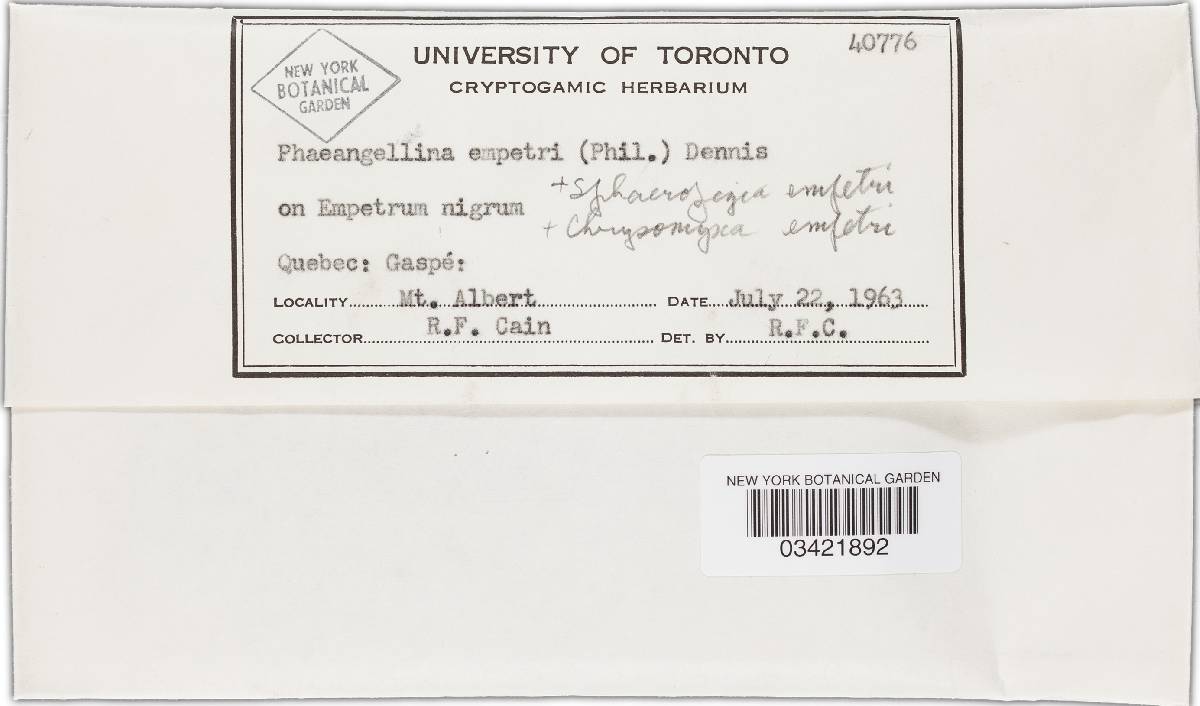 NEW YORK
BOTANICAL
GARDEN
UNIVERSITY OF TORONTO
40776
CRYPTOGAMIC HERBARIUM
Phaeangellina empetri (Phil.) Dennis
on Empetrum nigrum
+ Sphaeropezia empetri
+ Chrysomyxa empetri
Quebec: Gaspé:
LOCALITY Mt. Albert DATE July 22, 1963
COLLECTOR R.F. Cain DET. BY R.F.C.
NEW YORK BOTANICAL GARDEN
03421892